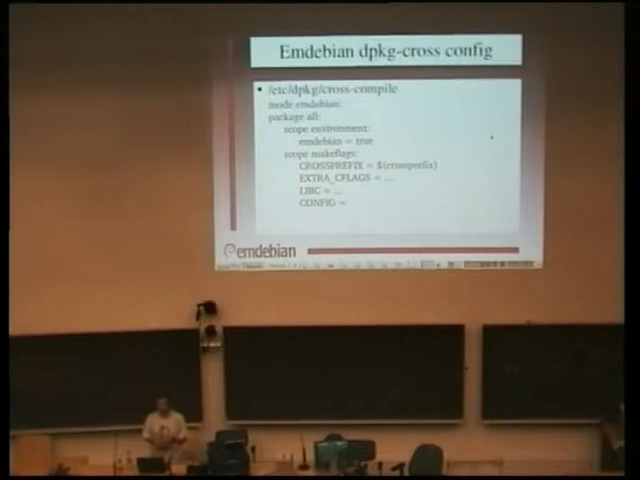 Emdebian dpkg-cross config
• /etc/dpkg/cross-compile
mode emdebian:
package all:
scope environment:
emdebian = true
scope makeflags:
CROSSPREFIX = $(crossprefix)
EXTRA_CFLAGS = ...
LIBC = ...
CONFIG =
emdebian